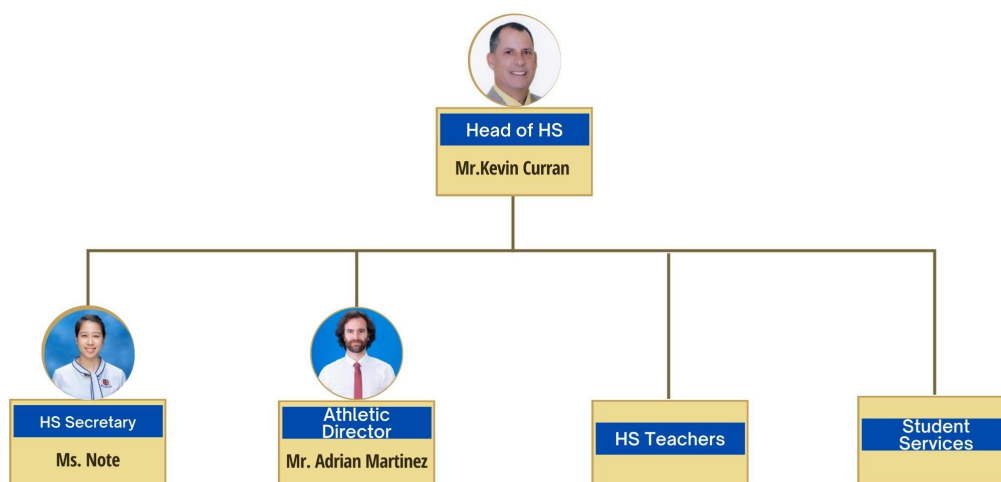 Head of HS
Mr.Kevin Curran
HS Secretary
Ms. Note
Athletic
Director
Mr. Adrian Martinez
HS Teachers
Student
Services